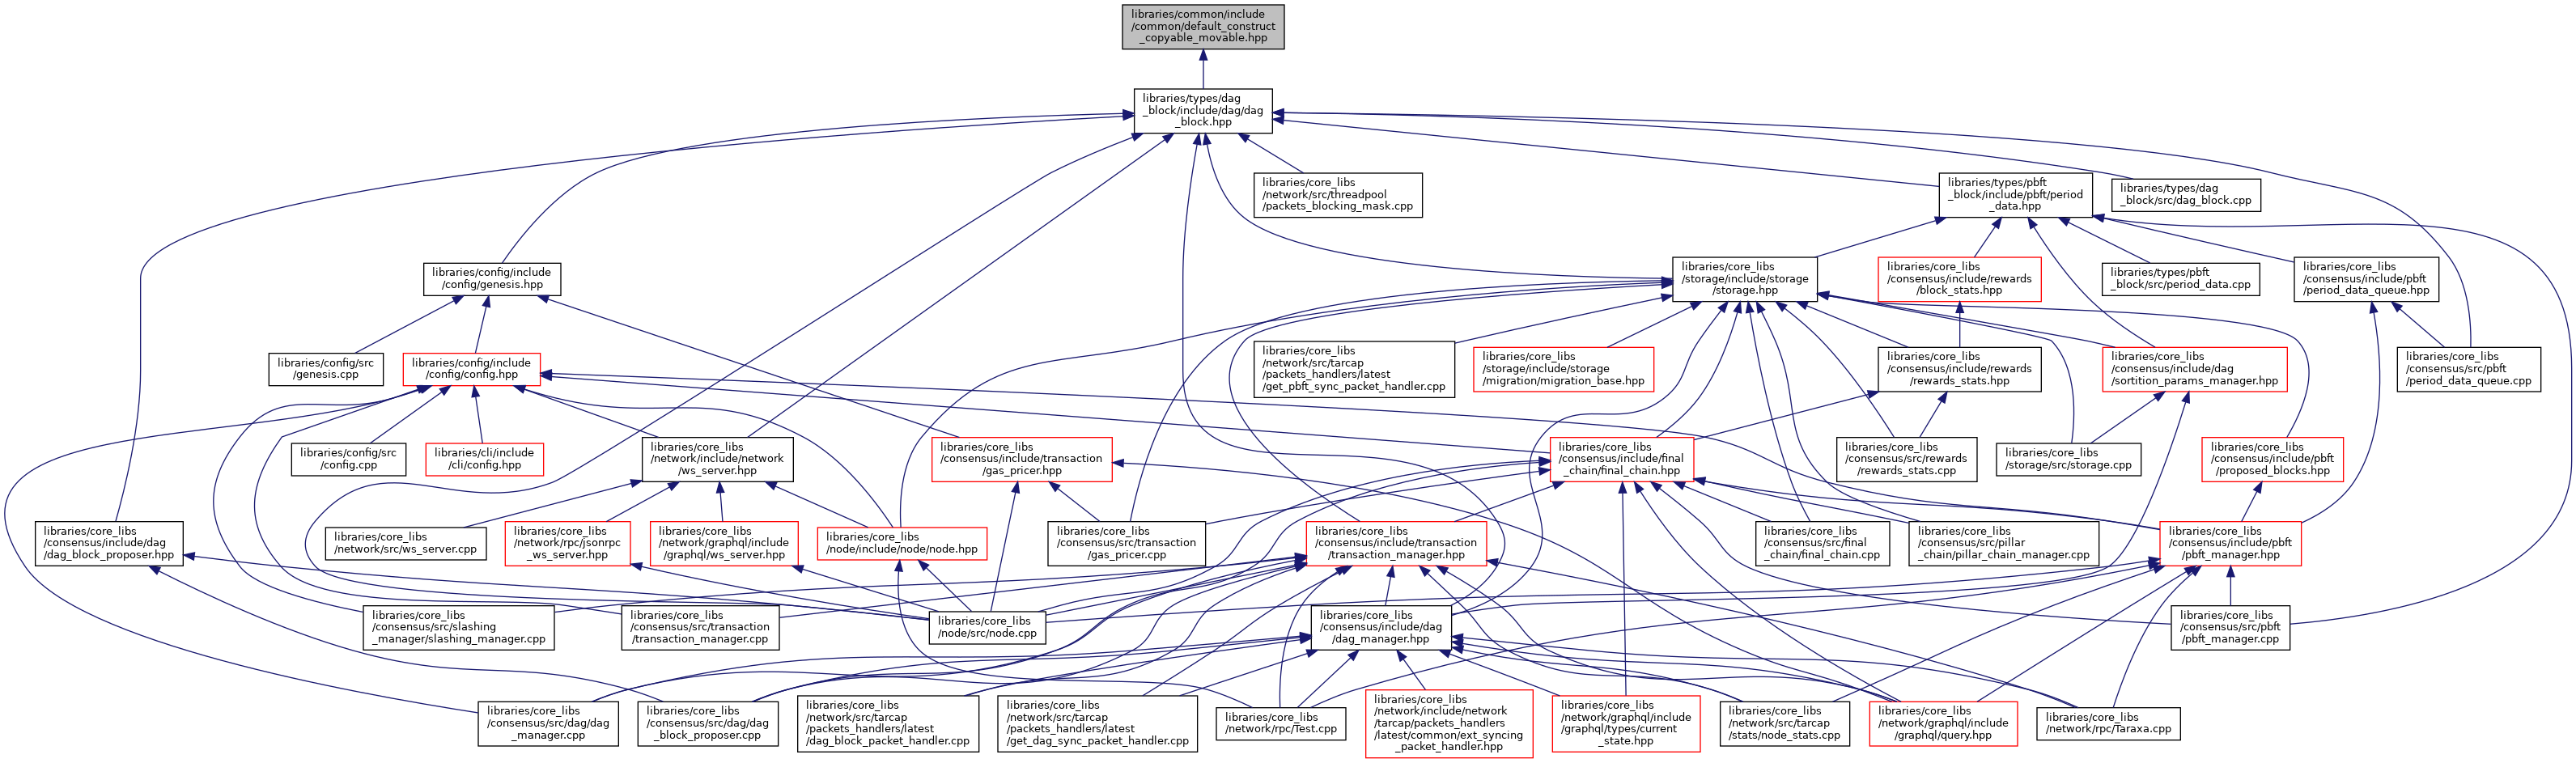 libraries/common/include
/common/default_construct
_copyable_movable.hpp
libraries/types/dag
_block/include/dag/dag
_block.hpp
libraries/core_libs
/network/src/threadpool
/packets_blocking_mask.cpp
libraries/types/pbft
_block/include/pbft/period
_data.hpp
libraries/types/dag
_block/src/dag_block.cpp
libraries/config/include
/config/genesis.hpp
libraries/core_libs
/storage/include/storage
/storage.hpp
libraries/core_libs
/consensus/include/rewards
/block_stats.hpp
libraries/types/pbft
_block/src/period_data.cpp
libraries/core_libs
/consensus/include/pbft
/period_data_queue.hpp
libraries/config/src
/genesis.cpp
libraries/config/include
/config/config.hpp
libraries/core_libs
/network/src/tarcap
/packets_handlers/latest
/get_pbft_sync_packet_handler.cpp
libraries/core_libs
/storage/include/storage
/migration/migration_base.hpp
libraries/core_libs
/consensus/include/rewards
/rewards_stats.hpp
libraries/core_libs
/consensus/include/dag
/sortition_params_manager.hpp
libraries/core_libs
/consensus/src/pbft
/period_data_queue.cpp
libraries/config/src
/config.cpp
libraries/cli/include
/cli/config.hpp
libraries/core_libs
/network/include/network
/ws_server.hpp
libraries/core_libs
/consensus/include/transaction
/gas_pricer.hpp
libraries/core_libs
/consensus/include/final
_chain/final_chain.hpp
libraries/core_libs
/consensus/src/rewards
/rewards_stats.cpp
libraries/core_libs
/storage/src/storage.cpp
libraries/core_libs
/consensus/include/pbft
/proposed_blocks.hpp
libraries/core_libs
/consensus/include/dag
/dag_block_proposer.hpp
libraries/core_libs
/network/src/ws_server.cpp
libraries/core_libs
/network/rpc/jsonrpc
_ws_server.hpp
libraries/core_libs
/network/graphql/include
/graphql/ws_server.hpp
libraries/core_libs
/node/include/node/node.hpp
libraries/core_libs
/consensus/src/transaction
/gas_pricer.cpp
libraries/core_libs
/consensus/include/transaction
/transaction_manager.hpp
libraries/core_libs
/consensus/src/final
_chain/final_chain.cpp
libraries/core_libs
/consensus/src/pillar
_chain/pillar_chain_manager.cpp
libraries/core_libs
/consensus/include/pbft
/pbft_manager.hpp
libraries/core_libs
/consensus/src/slashing
_manager/slashing_manager.cpp
libraries/core_libs
/consensus/src/transaction
/transaction_manager.cpp
libraries/core_libs
/node/src/node.cpp
libraries/core_libs
/consensus/include/dag
/dag_manager.hpp
libraries/core_libs
/consensus/src/pbft
/pbft_manager.cpp
libraries/core_libs
/consensus/src/dag/dag
_manager.cpp
libraries/core_libs
/consensus/src/dag/dag
_block_proposer.cpp
libraries/core_libs
/network/src/tarcap
/packets_handlers/latest
/dag_block_packet_handler.cpp
libraries/core_libs
/network/src/tarcap
/packets_handlers/latest
/get_dag_sync_packet_handler.cpp
libraries/core_libs
/network/rpc/Test.cpp
libraries/core_libs
/network/include/network
/tarcap/packets_handlers
/latest/common/ext_syncing
_packet_handler.hpp
libraries/core_libs
/network/graphql/include
/graphql/types/current
_state.hpp
libraries/core_libs
/network/src/tarcap
/stats/node_stats.cpp
libraries/core_libs
/network/graphql/include
/graphql/query.hpp
libraries/core_libs
/network/rpc/Taraxa.cpp